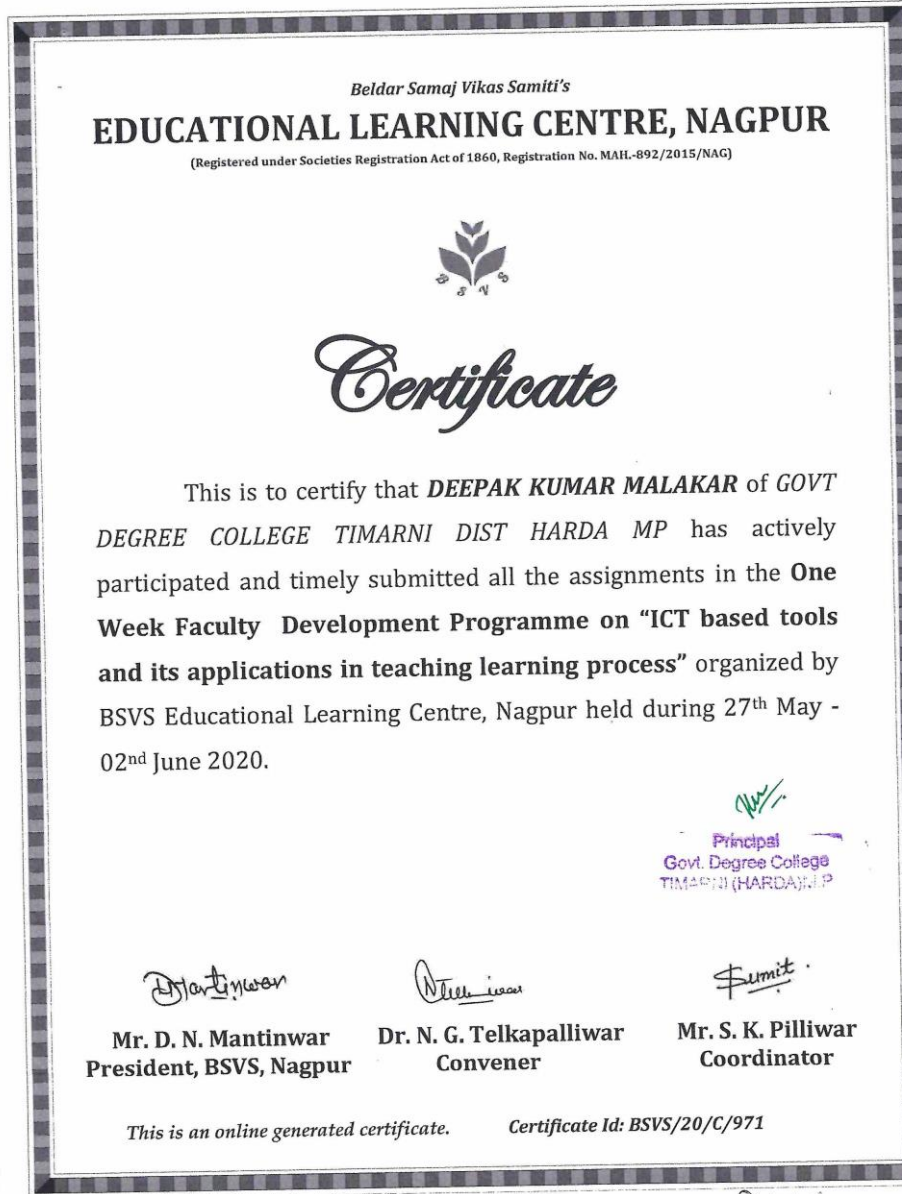 Beldar Samaj Vikas Samiti's
EDUCATIONAL LEARNING CENTRE, NAGPUR
(Registered under Societies Registration Act of 1860, Registration No. MAH.-892/2015/NAG)
B S V S
Certificate
This is to certify that DEEPAK KUMAR MALAKAR of GOVT
DEGREE COLLEGE TIMARNI DIST HARDA MP has actively
participated and timely submitted all the assignments in the One
Week Faculty Development Programme on “ICT based tools
and its applications in teaching learning process” organized by
BSVS Educational Learning Centre, Nagpur held during 27th May -
02nd June 2020.
Principal
Govt. Degree College
TIMARNI (HARDA) M.P
DMantinwar
Sumit
Mr. D. N. Mantinwar
President, BSVS, Nagpur
Dr. N. G. Telkapalliwar
Convener
Mr. S. K. Pilliwar
Coordinator
This is an online generated certificate.
Certificate Id: BSVS/20/C/971